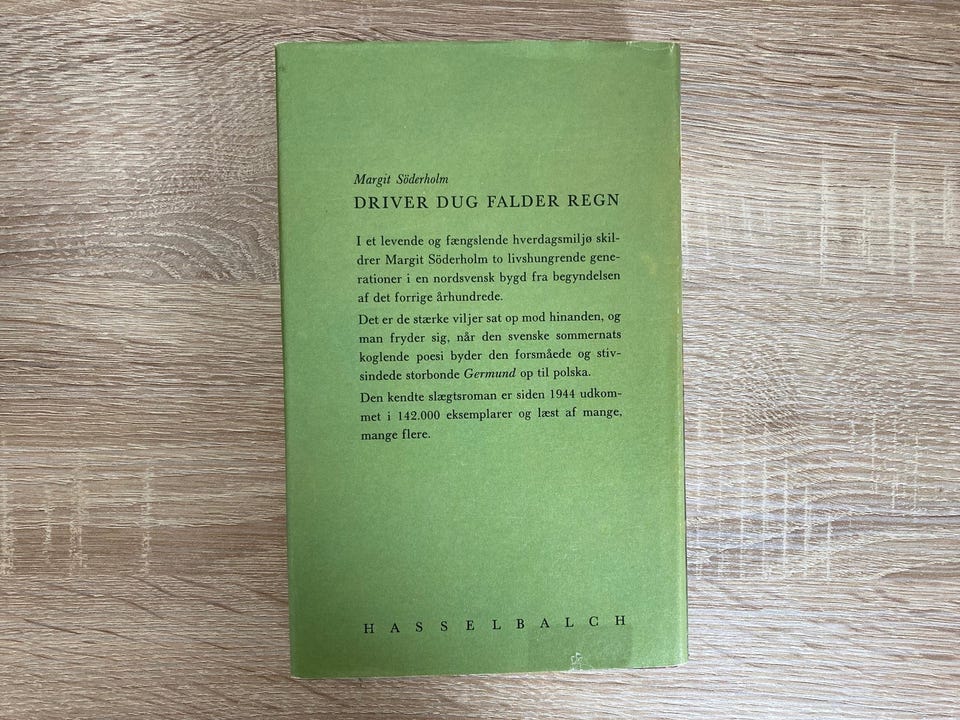 Margit Söderholm
DRIVER DUG FALDER REGN
I et levende og fængslende hverdagsmiljø skil-
drer Margit Söderholm to livshungrende gene-
rationer i en nordsvensk bygd fra begyndelsen
af det forrige århundrede.
Det er de stærke viljer sat op mod hinanden, og
man fryder sig, når den svenske sommernats
koglende poesi byder den forsmåede og stiv-
sindede storbonde Germund op til polska.
Den kendte slægtsroman er siden 1944 udkom-
met i 142.000 eksemplarer og læst af mange,
mange flere.
HASSELBALCH